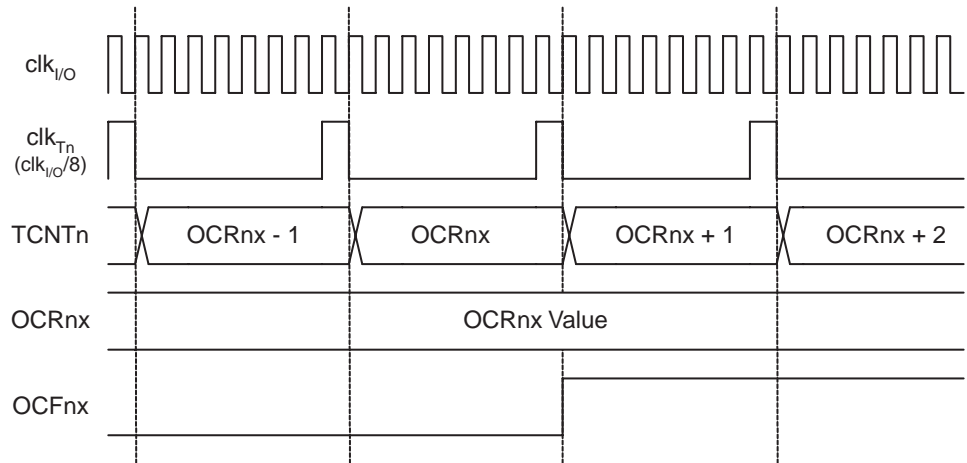 clkI/O
clkTn
(clkI/O/8)
TCNTn
OCRnx - 1
OCRnx
OCRnx + 1
OCRnx + 2
OCRnx
OCRnx Value
OCFnx